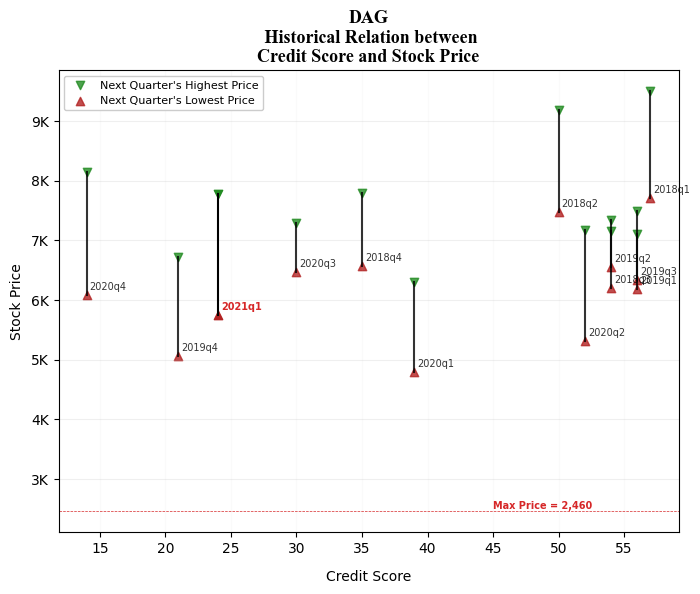 DAG
Historical Relation between
Credit Score and Stock Price
Next Quarter's Highest Price
Next Quarter's Lowest Price
9K
8K
7K
6K
5K
4K
3K
Stock Price
2018q1
2018q2
2019q2
2019q3
2019q1
2020q3
2018q4
2020q4
2021q1
2019q4
2020q2
2020q1
Max Price = 2,460
15 20 25 30 35 40 45 50 55
Credit Score